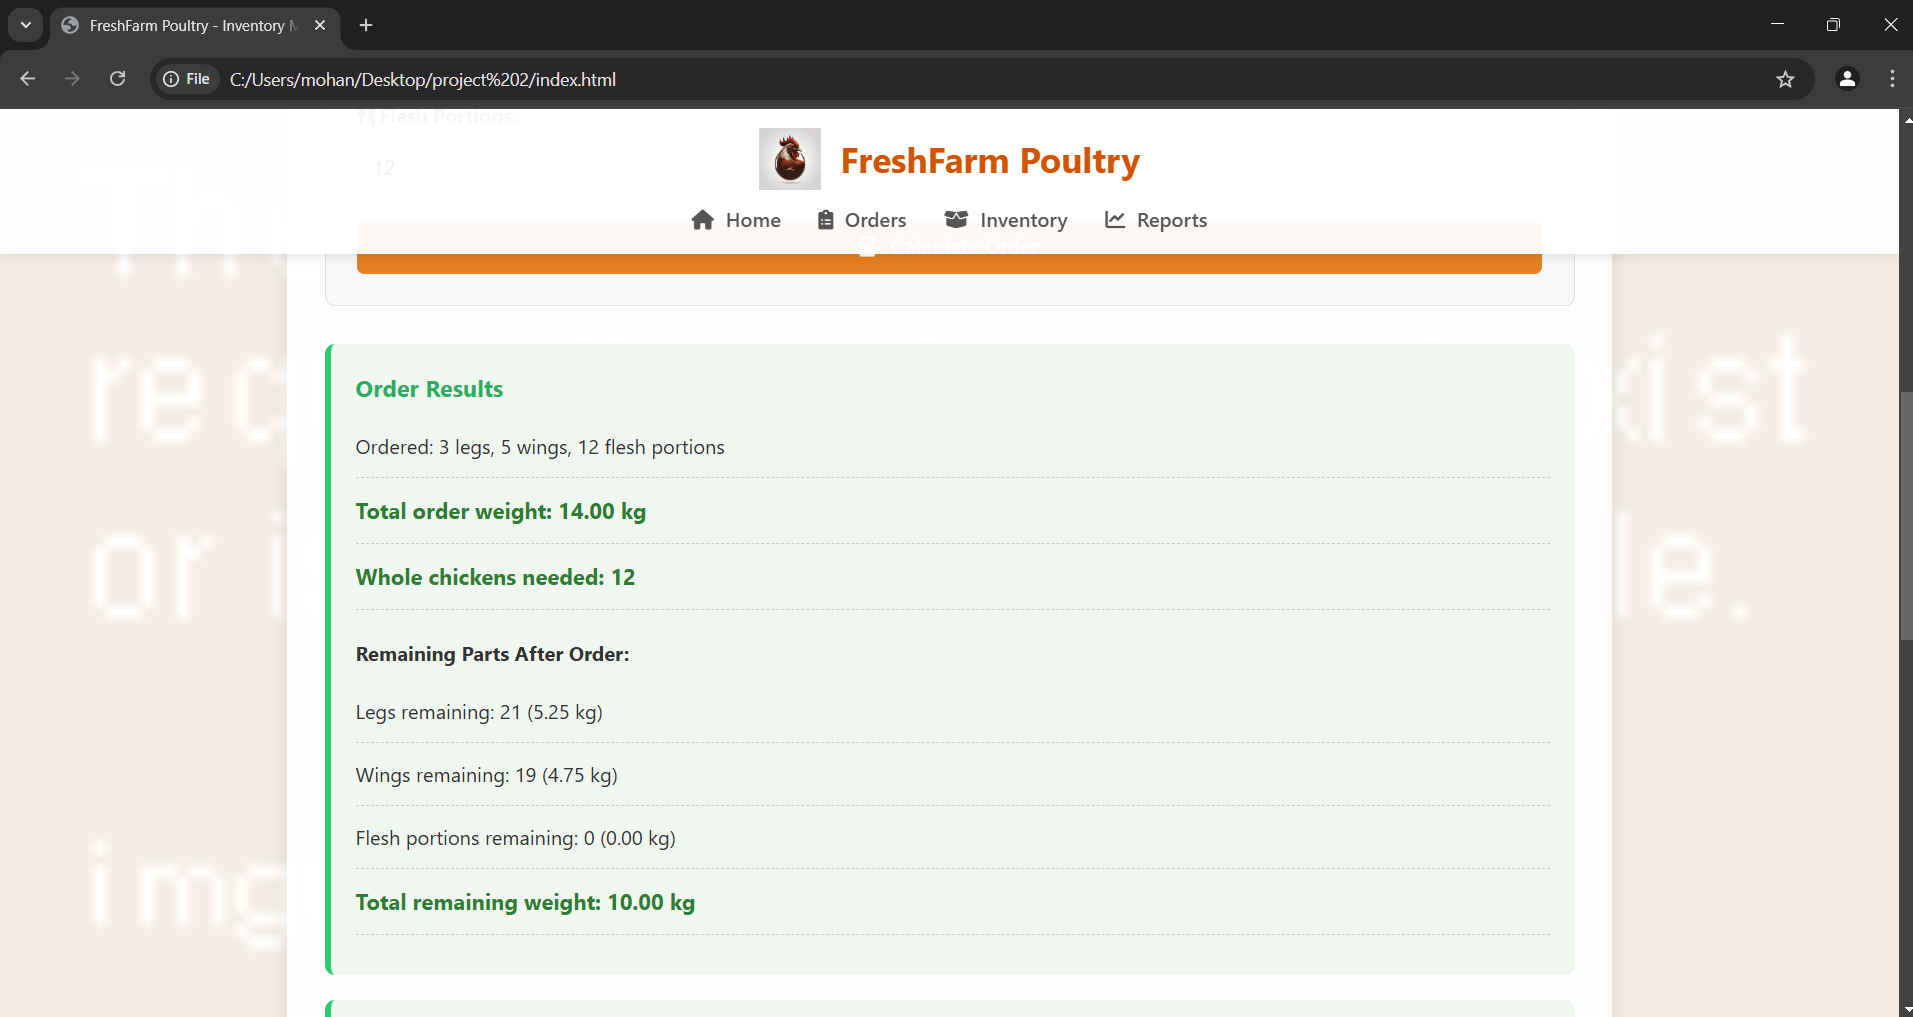 FreshFarm Poultry - Inventory M
File C:/Users/mohan/Desktop/project%202/index.html
Flesh Portions:
12
FreshFarm Poultry
Home Orders Inventory Reports
Calculate Order
Order Results
Ordered: 3 legs, 5 wings, 12 flesh portions
Total order weight: 14.00 kg
Whole chickens needed: 12
Remaining Parts After Order:
Legs remaining: 21 (5.25 kg)
Wings remaining: 19 (4.75 kg)
Flesh portions remaining: 0 (0.00 kg)
Total remaining weight: 10.00 kg